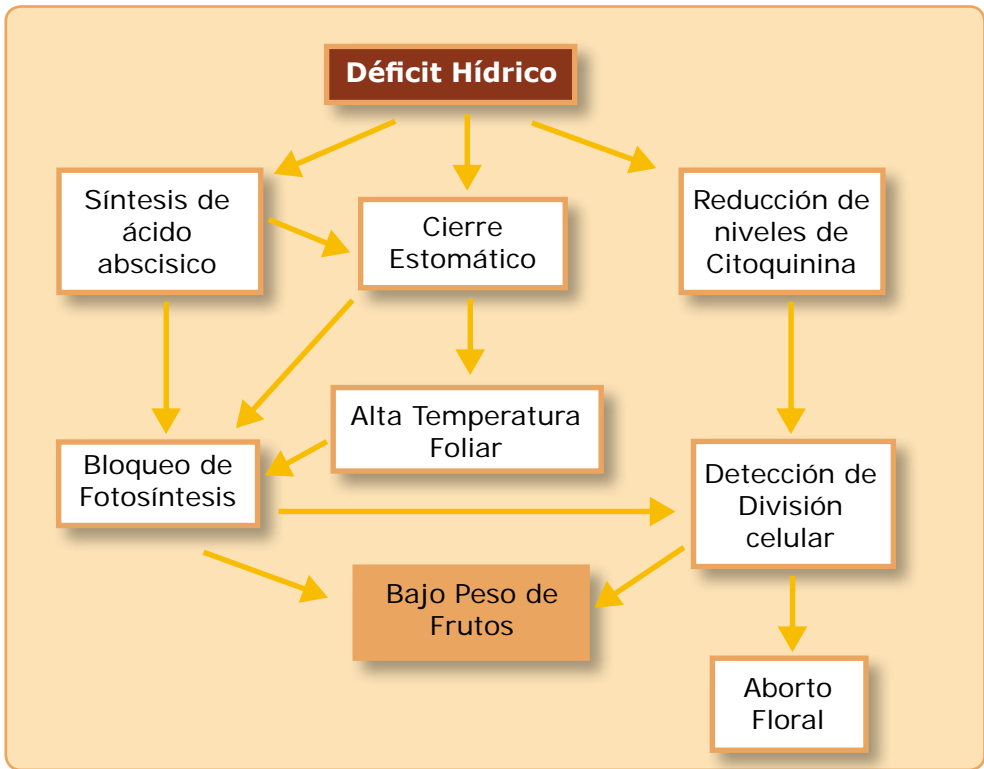 Déficit Hídrico
Síntesis de
ácido
abscisico
Cierre
Estomático
Reducción de
niveles de
Citoquinina
Alta Temperatura
Foliar
Bloqueo de
Fotosíntesis
Detección de
División
celular
Bajo Peso de
Frutos
Aborto
Floral